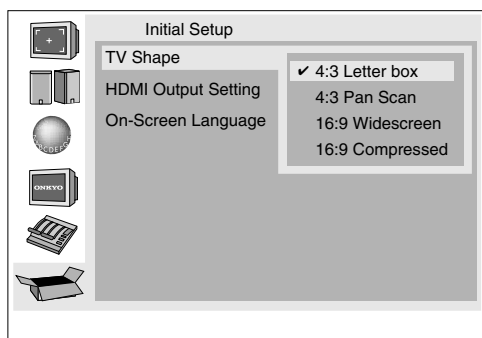 Initial Setup
TV Shape
HDMI Output Setting
On-Screen Language
✔ 4:3 Letter box
4:3 Pan Scan
16:9 Widescreen
16:9 Compressed
ONKYO